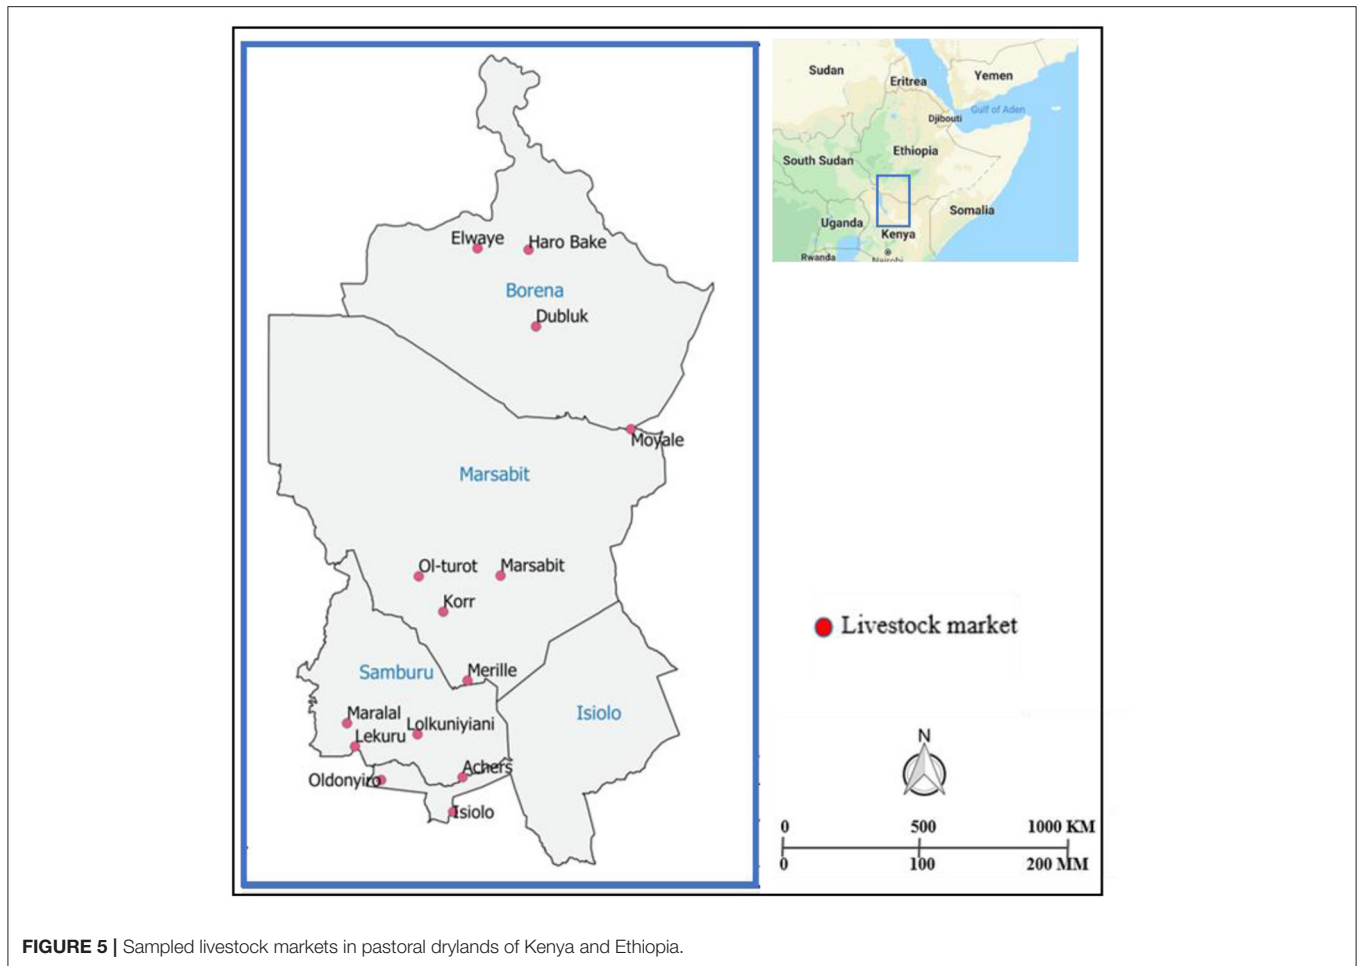 Elwaye
Haro Bake
Borena
Dubluk
Moyale
Marsabit
Ol-turot
Marsabit
Korr
Samburu
Merille
Maralal
Lolkuniyiani
Lekuru
Isiolo
Oldonyiro
Achers
Isiolo
Sudan
Eritrea
Yemen
Gulf of Aden
Djibouti
Ethiopia
South Sudan
Somalia
Uganda
Kenya
Rwanda
Nairobi
Livestock market
N
0 500 1000 KM
0 100 200 MM
FIGURE 5 | Sampled livestock markets in pastoral drylands of Kenya and Ethiopia.